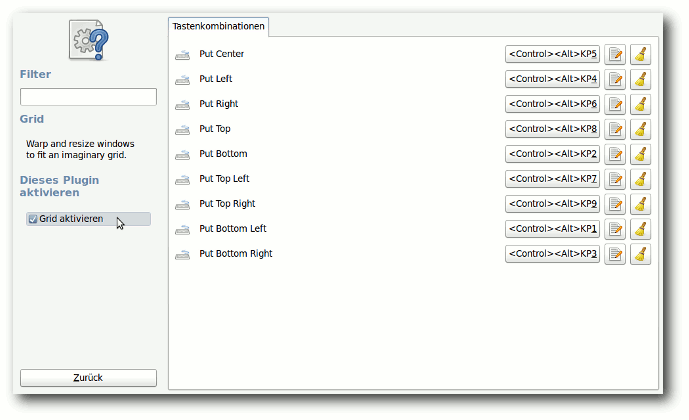 Filter
Grid
Warp and resize windows
to fit an imaginary grid.
Dieses Plugin
aktivieren
Grid aktivieren
Zurück
Tastenkombinationen
Put Center <Control><Alt>KP5
Put Left <Control><Alt>KP4
Put Right <Control><Alt>KP6
Put Top <Control><Alt>KP8
Put Bottom <Control><Alt>KP2
Put Top Left <Control><Alt>KP7
Put Top Right <Control><Alt>KP9
Put Bottom Left <Control><Alt>KP1
Put Bottom Right <Control><Alt>KP3